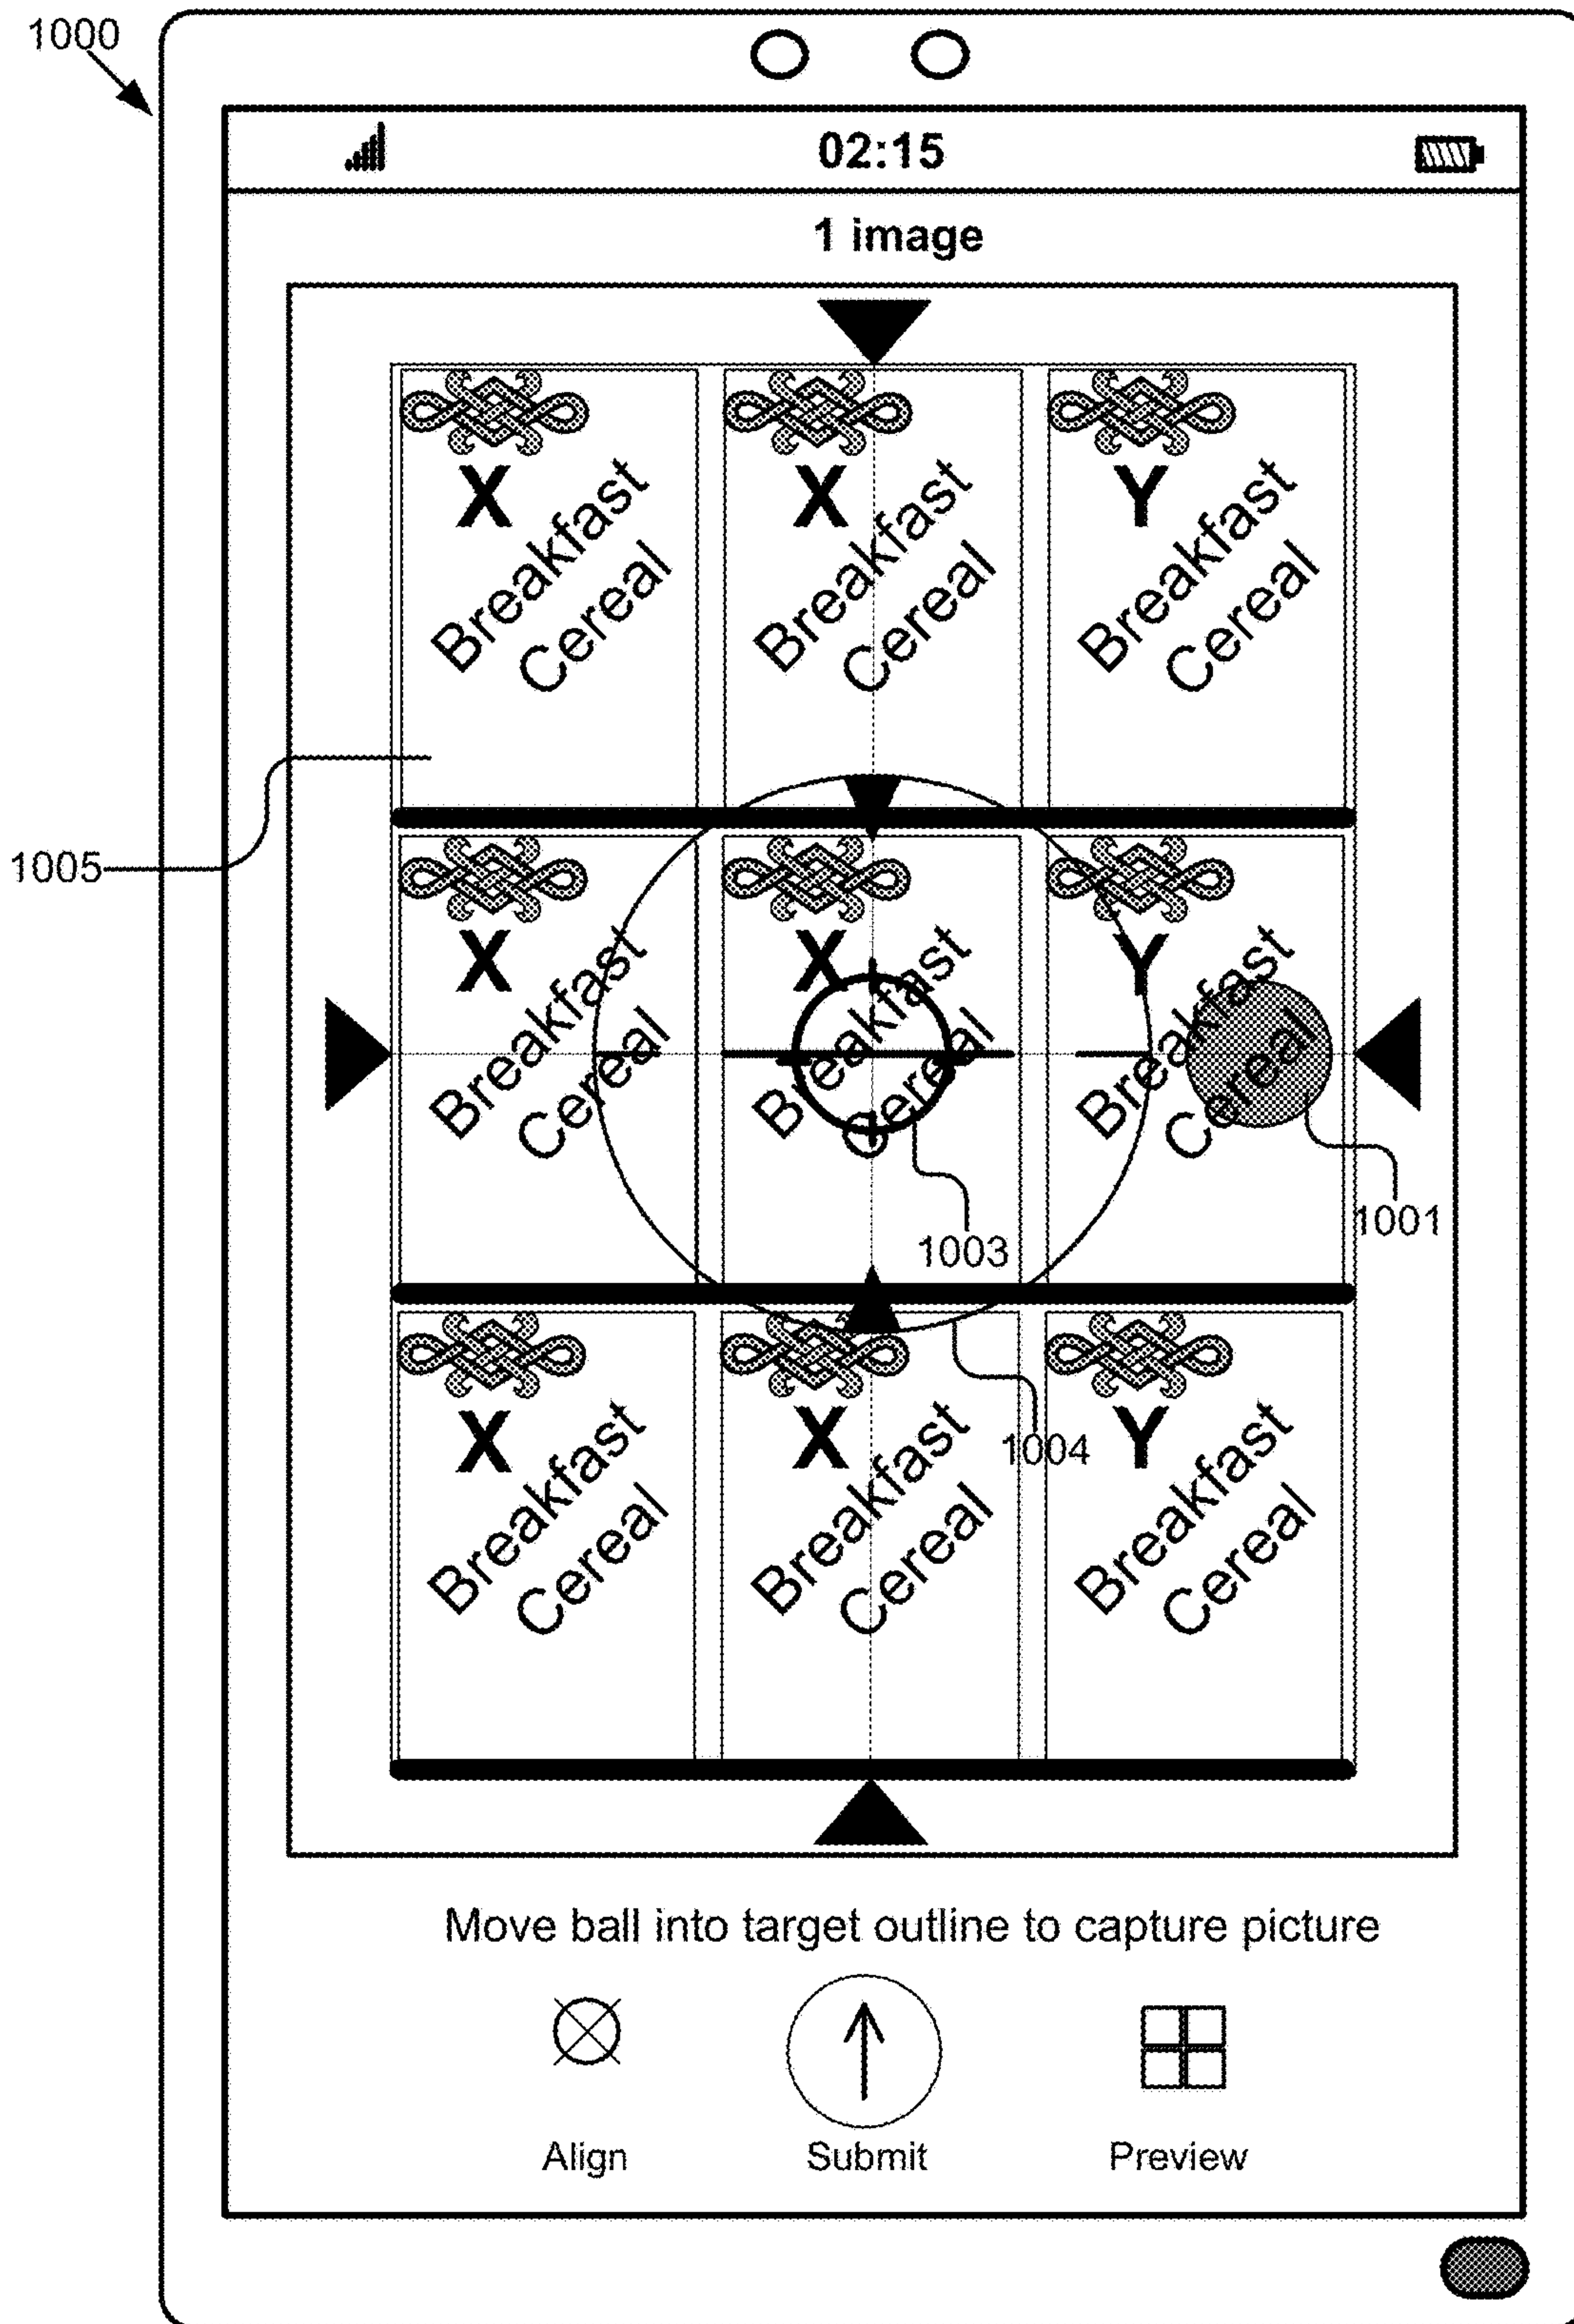 1000
02:15
1 image
X
Breakfast
Cereal
X
Breakfast
Cereal
Y
Breakfast
Cereal
1005
X
Breakfast
Cereal
X
Breakfast
Cereal
Y
Breakfast
Cereal
1001
1003
X
Breakfast
Cereal
X
Breakfast
Cereal
1004
Y
Breakfast
Cereal
Move ball into target outline to capture picture
Align
Submit
Preview